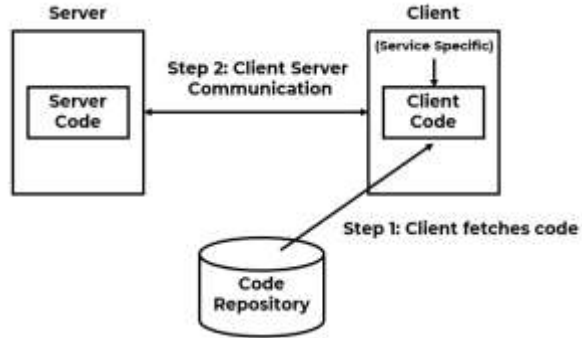 Server
Client
(Service Specific)
Step 2: Client Server
Communication
Server
Code
Client
Code
Step 1: Client fetches code
Code
Repository